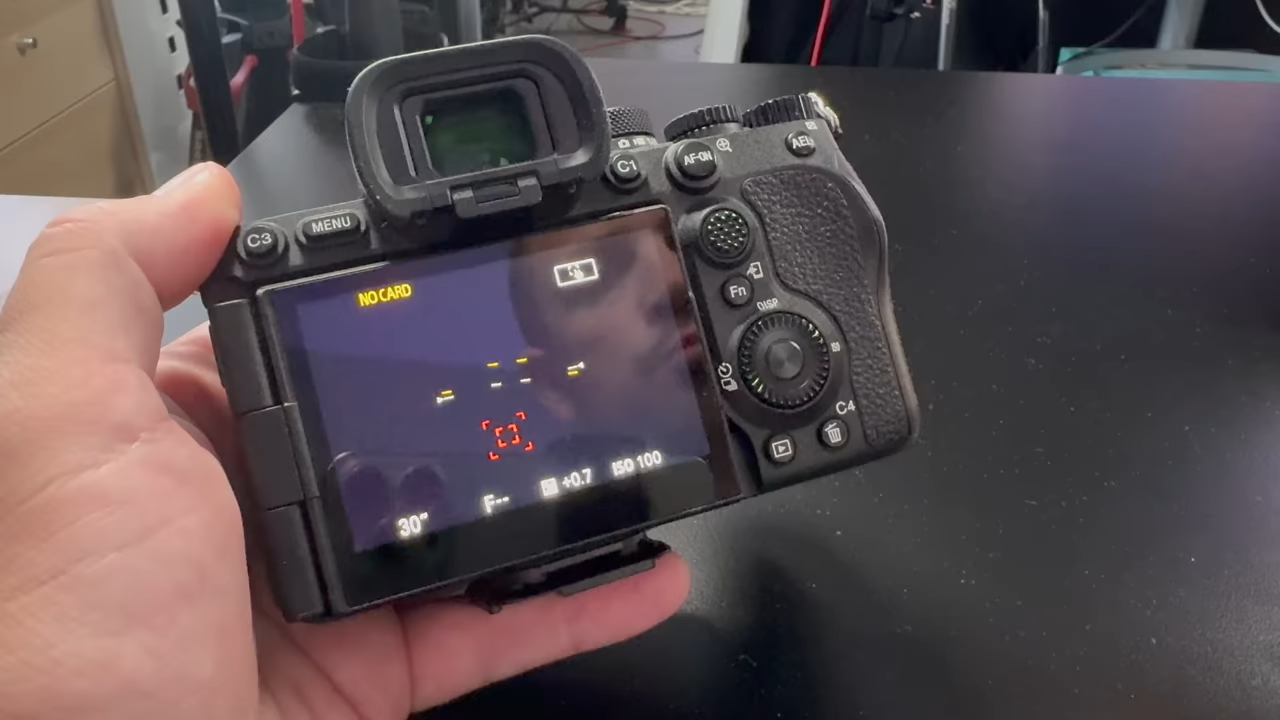 C1
AF-ON
AEL
C3
MENU
NO CARD
Fn
DISP
C4
30" F-- +0.7 ISO 100